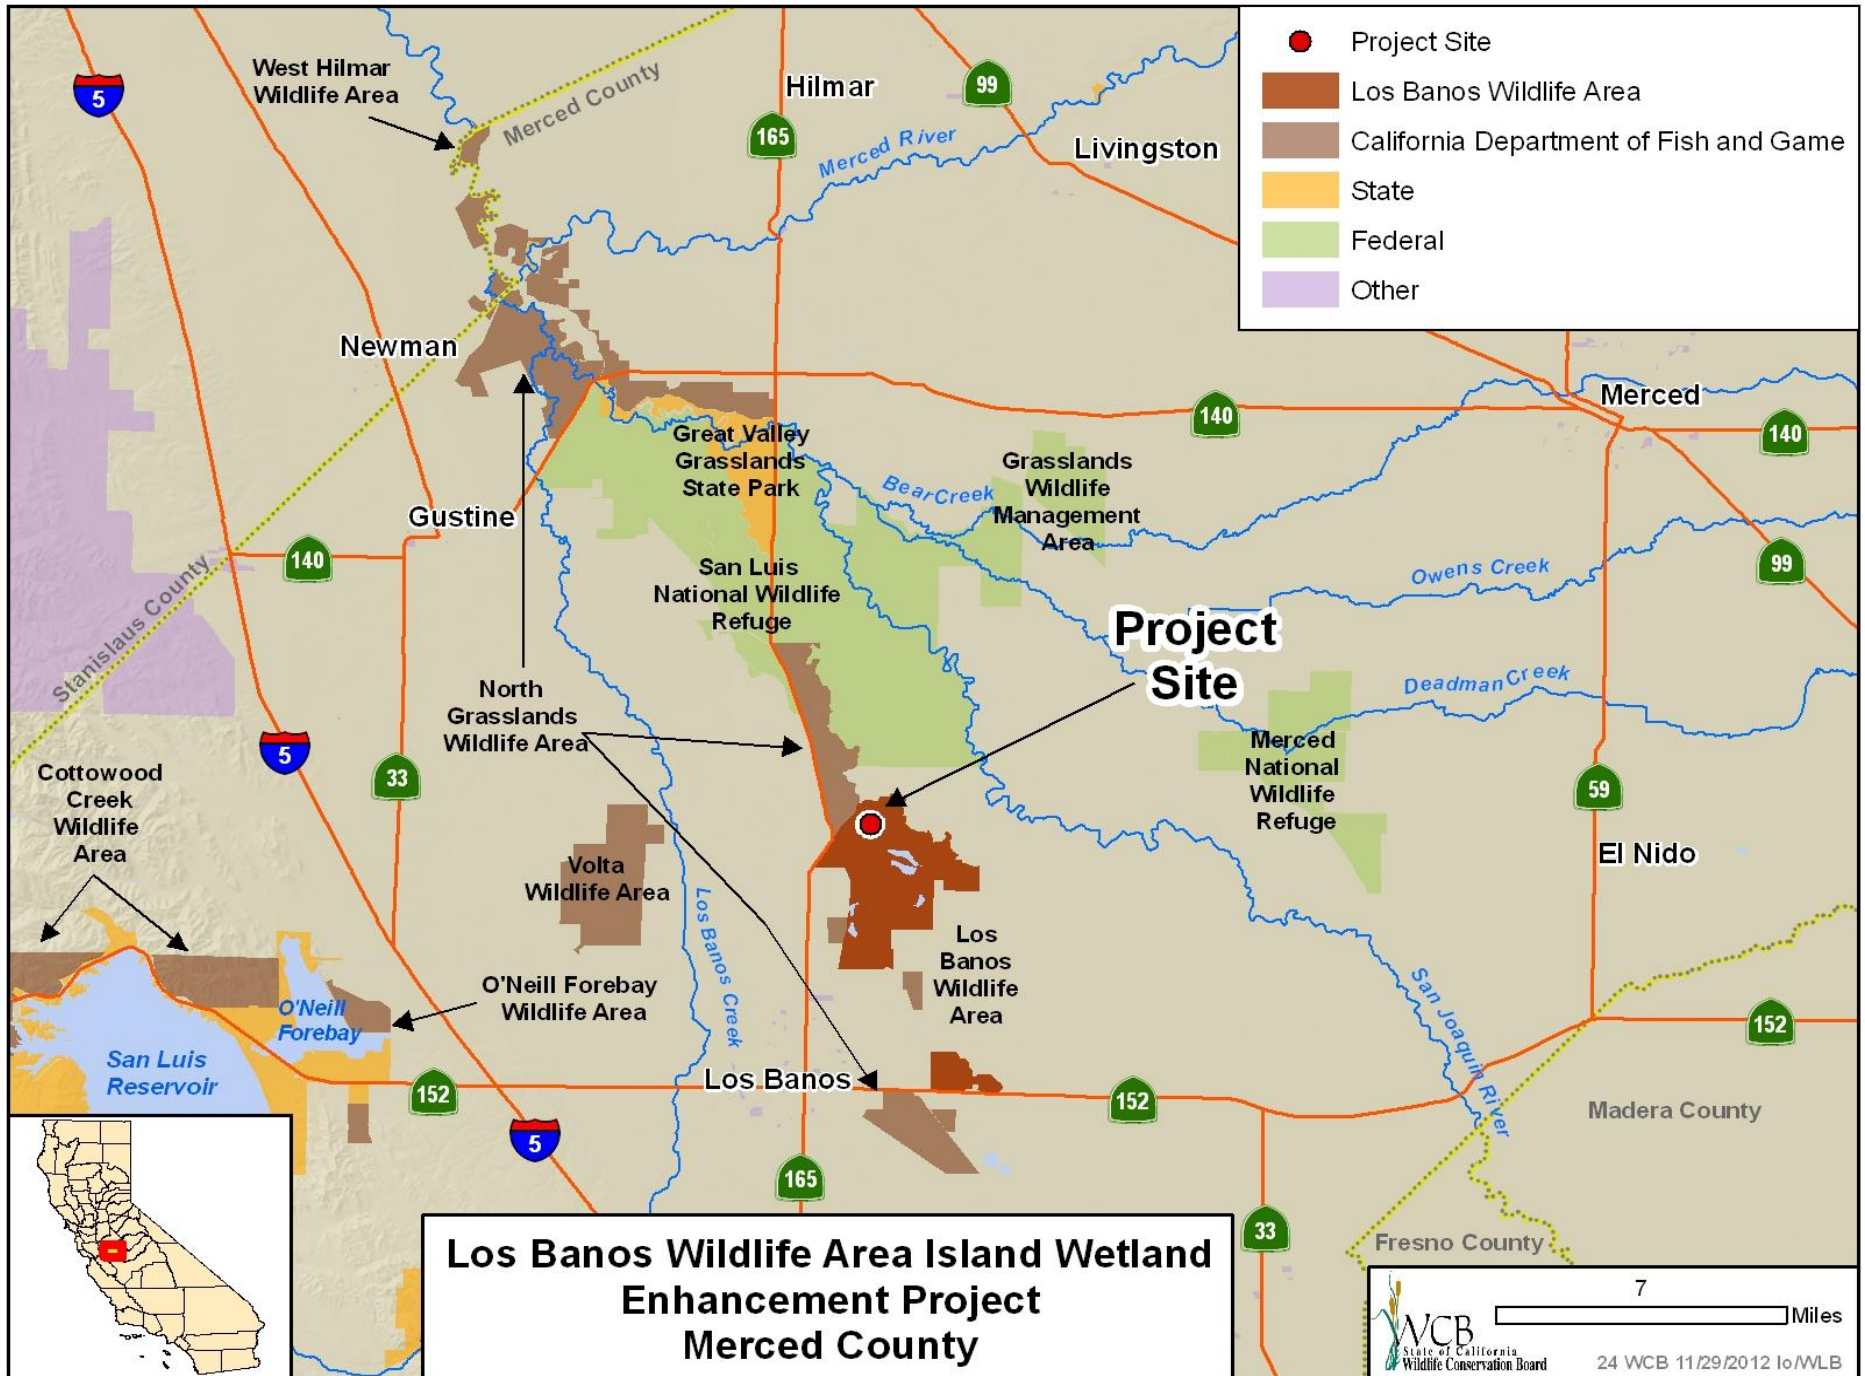 West Hilmar
Wildlife Area
Merced County
Hilmar
Merced River
Livingston
5
165
99
Project Site
Los Banos Wildlife Area
California Department of Fish and Game
State
Federal
Other
Newman
Merced
140
140
Great Valley
Grasslands
State Park
Bear Creek
Grasslands
Wildlife
Management
Area
Gustine
140
Stanislaus County
San Luis
National Wildlife
Refuge
Owens Creek
99
Project
Site
Deadman Creek
North
Grasslands
Wildlife Area
5
33
Merced
National
Wildlife
Refuge
59
Cottowood
Creek
Wildlife
Area
Volta
Wildlife Area
El Nido
Los Banos Creek
Los
Banos
Wildlife
Area
O'Neill Forebay
Wildlife Area
O'Neill
Forebay
San Luis
Reservoir
San Joaquin River
152
Los Banos
152
152
5
165
33
Madera County
Fresno County
Los Banos Wildlife Area Island Wetland
Enhancement Project
Merced County
7
Miles
WCB
State of California
Wildlife Conservation Board
24 WCB 11/29/2012 lo/WLB